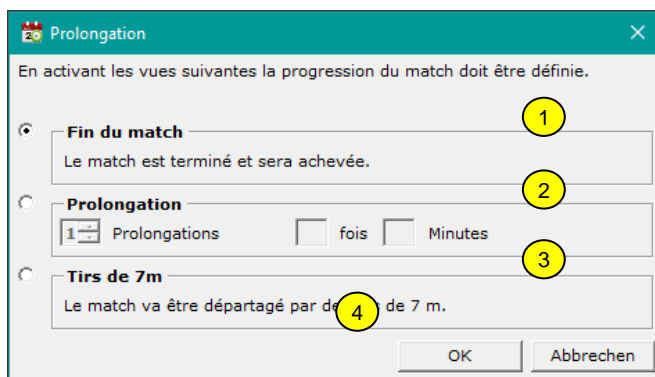 Prolongation
En activant les vues suivantes la progression du match doit être définie.
1
Fin du match
Le match est terminé et sera achevée.
2
Prolongation
1 Prolongations fois Minutes
3
Tirs de 7m
Le match va être départagé par de 4 de 7 m.
OK Abbrechen